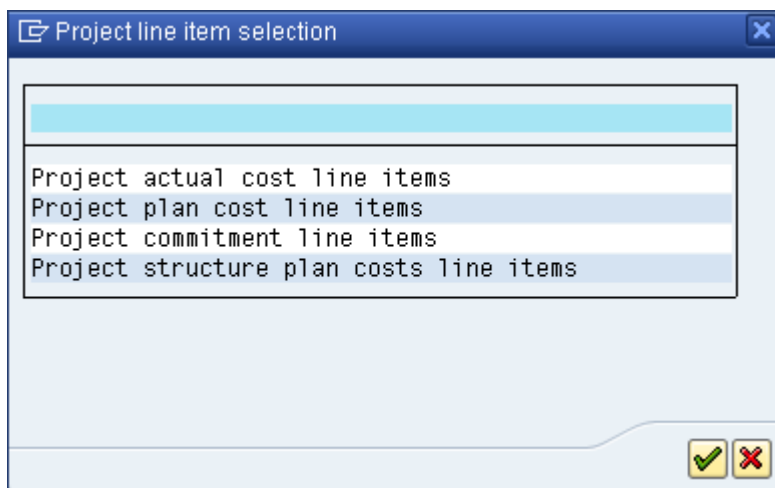 Project line item selection
Project actual cost line items
Project plan cost line items
Project commitment line items
Project structure plan costs line items